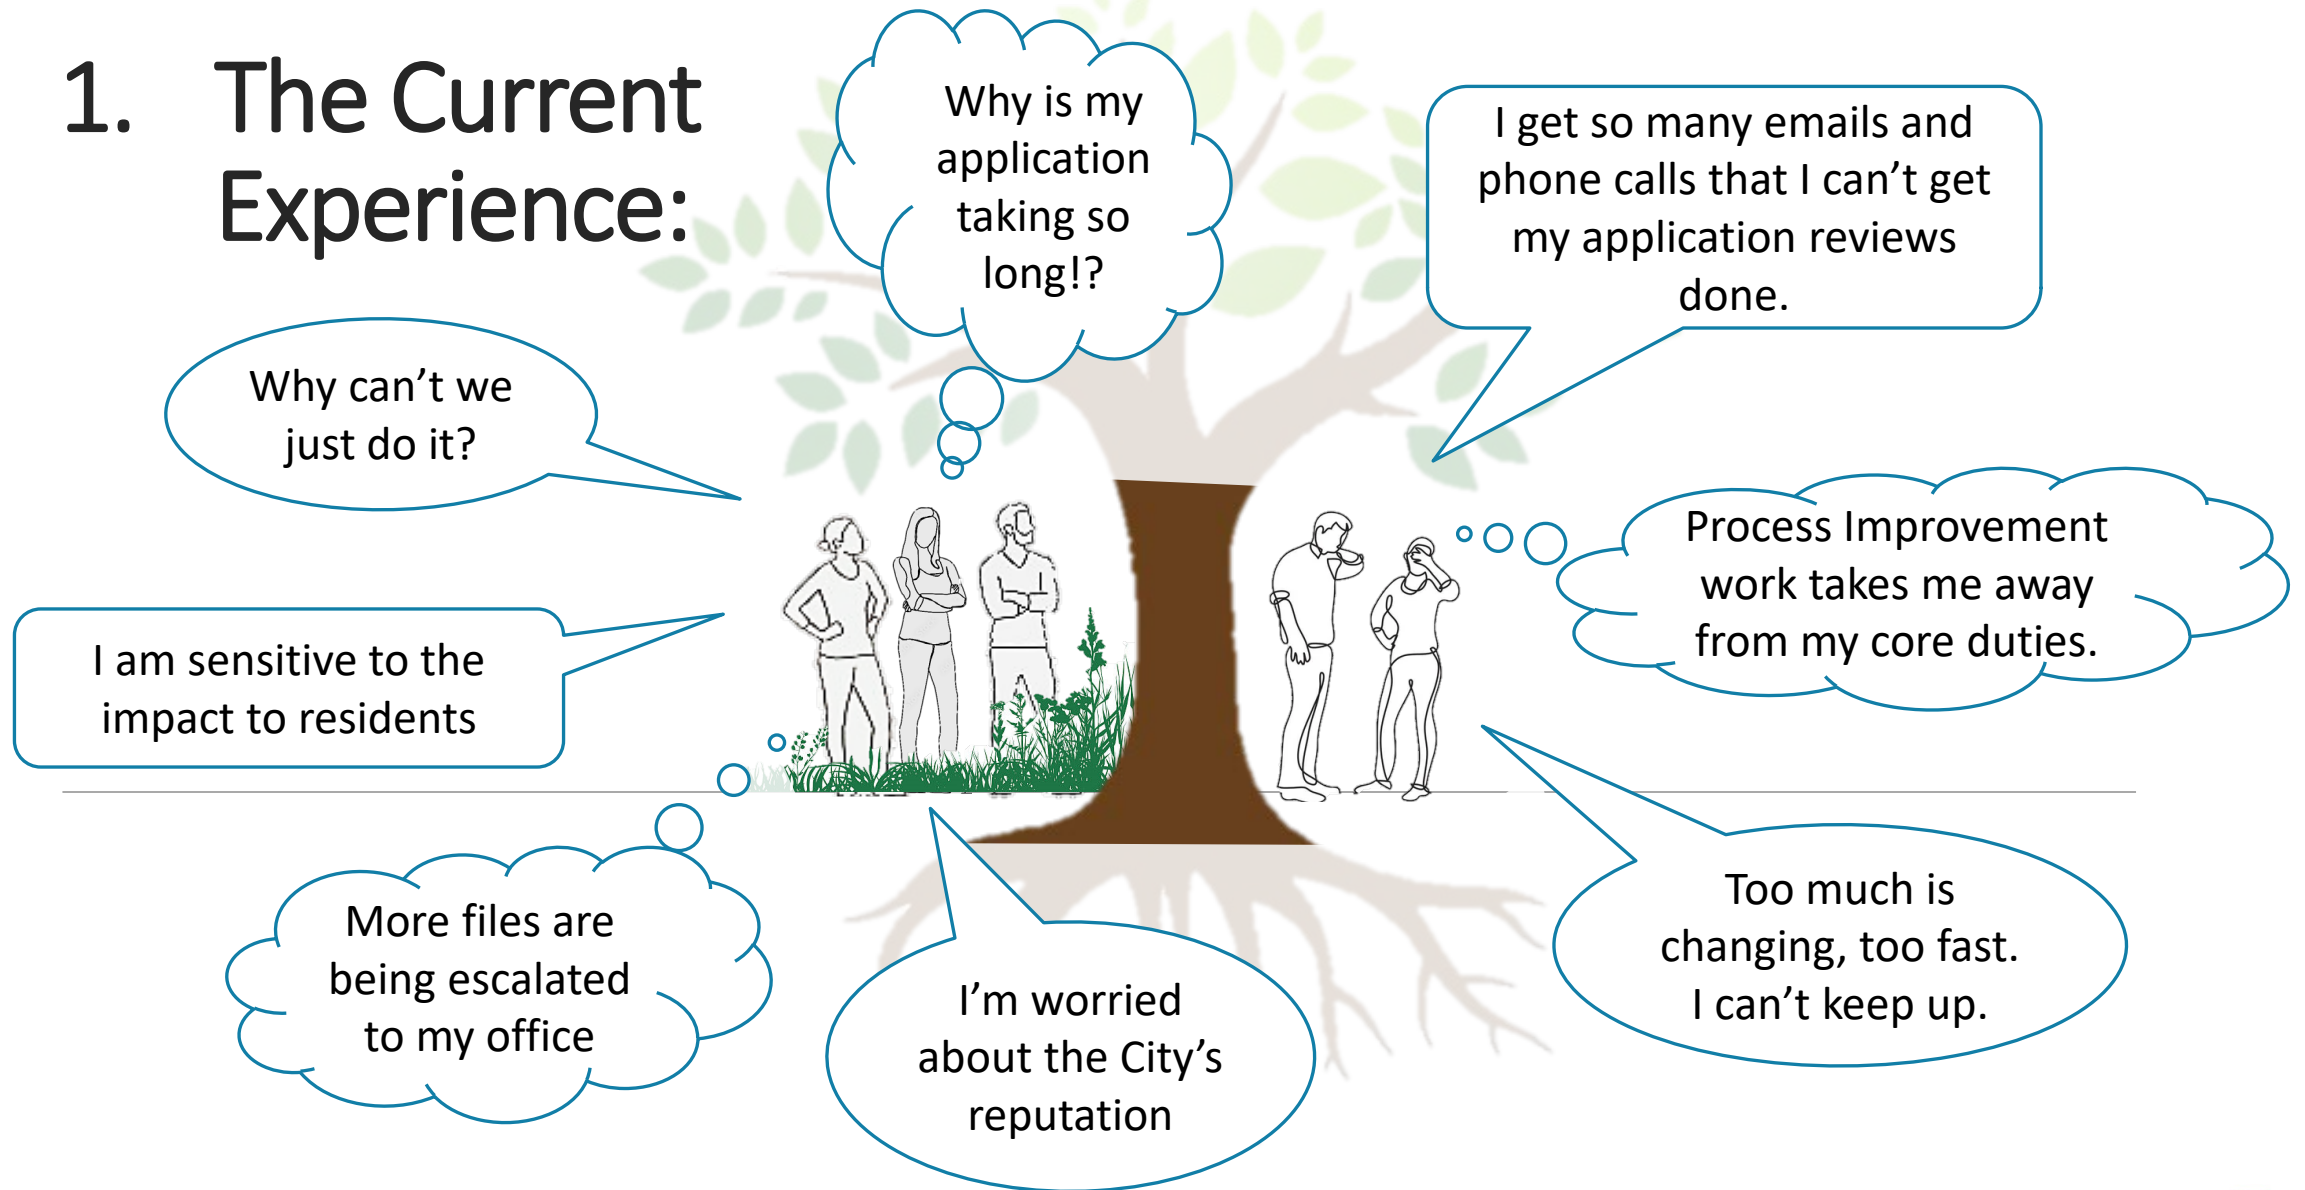 1. The Current
Experience:
Why is my
application
taking so
long!?
I get so many emails and
phone calls that I can’t get
my application reviews
done.
Why can’t we
just do it?
Process Improvement
work takes me away
from my core duties.
I am sensitive to the
impact to residents
More files are
being escalated
to my office
I’m worried
about the City’s
reputation
Too much is
changing, too fast.
I can’t keep up.